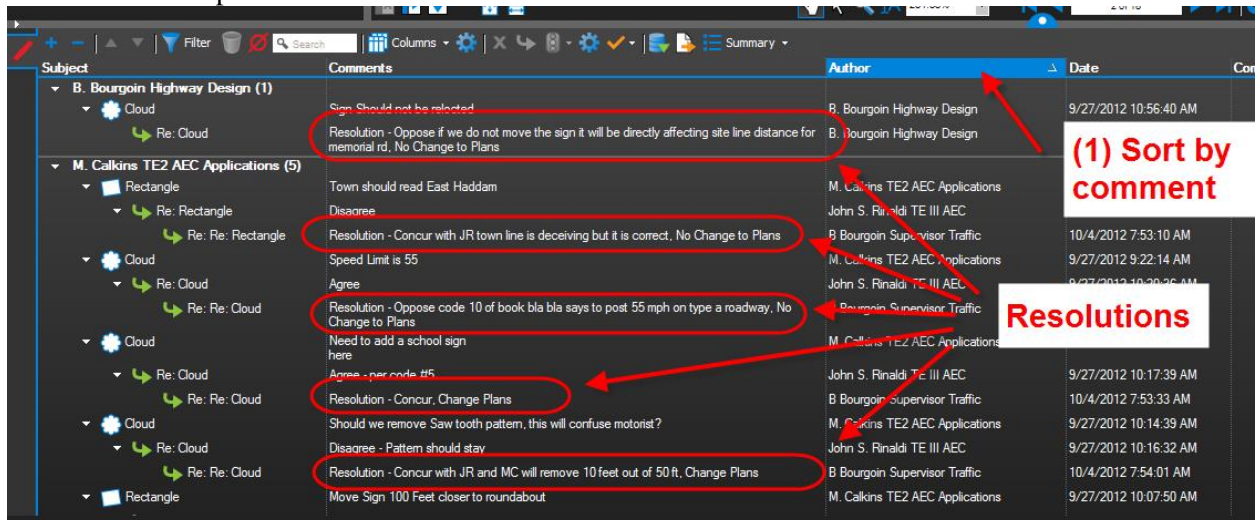 Filter Search Columns Summary
Subject Comments Author Date
B. Bourgoin Highway Design (1)
Cloud Sign Should not be relocted B. Bourgoin Highway Design 9/27/2012 10:56:40 AM
Re: Cloud Resolution - Oppose if we do not move the sign it will be directly affecting site line distance for B. Bourgoin Highway Design
memorial rd, No Change to Plans
(1) Sort by
comment
M. Calkins TE2 AEC Applications (5)
Rectangle Town should read East Haddam M. Calkins TE2 AEC Applications
Re: Rectangle Disagree John S. Rinaldi TE III AEC
Re: Re: Rectangle Resolution - Concur with JR town line is deceiving but it is correct, No Change to Plans B Bourgoin Supervisor Traffic 10/4/2012 7:53:10 AM
Cloud Speed Limit is 55 M. Calkins TE2 AEC Applications 9/27/2012 9:22:14 AM
Re: Cloud Agree John S. Rinaldi TE III AEC
Re: Re: Cloud Resolution - Oppose code 10 of book bla bla says to post 55 mph on type a roadway, No Bourgoin Supervisor Traffic
Change to Plans
Resolutions
Cloud Need to add a school sign M. Calkins TE2 AEC Applications
here
Re: Cloud Agree - per code #5 John S. Rinaldi TE III AEC 9/27/2012 10:17:39 AM
Re: Re: Cloud Resolution - Concur, Change Plans B Bourgoin Supervisor Traffic 10/4/2012 7:53:33 AM
Cloud Should we remove Saw tooth pattern, this will confuse motorist? M. Calkins TE2 AEC Applications 9/27/2012 10:14:39 AM
Re: Cloud Disagree - Pattern should stay John S. Rinaldi TE III AEC 9/27/2012 10:16:32 AM
Re: Re: Cloud Resolution - Concur with JR and MC will remove 10 feet out of 50 ft, Change Plans B Bourgoin Supervisor Traffic 10/4/2012 7:54:01 AM
Rectangle Move Sign 100 Feet closer to roundabout M. Calkins TE2 AEC Applications 9/27/2012 10:07:50 AM